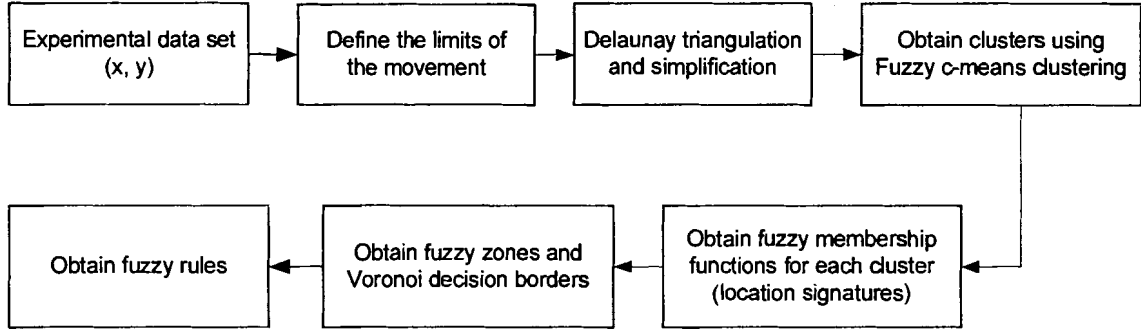 Experimental data set
(x, y)
Define the limits of
the movement
Delaunay triangulation
and simplification
Obtain clusters using
Fuzzy c-means clustering
Obtain fuzzy membership
functions for each cluster
(location signatures)
Obtain fuzzy zones and
Voronoi decision borders
Obtain fuzzy rules